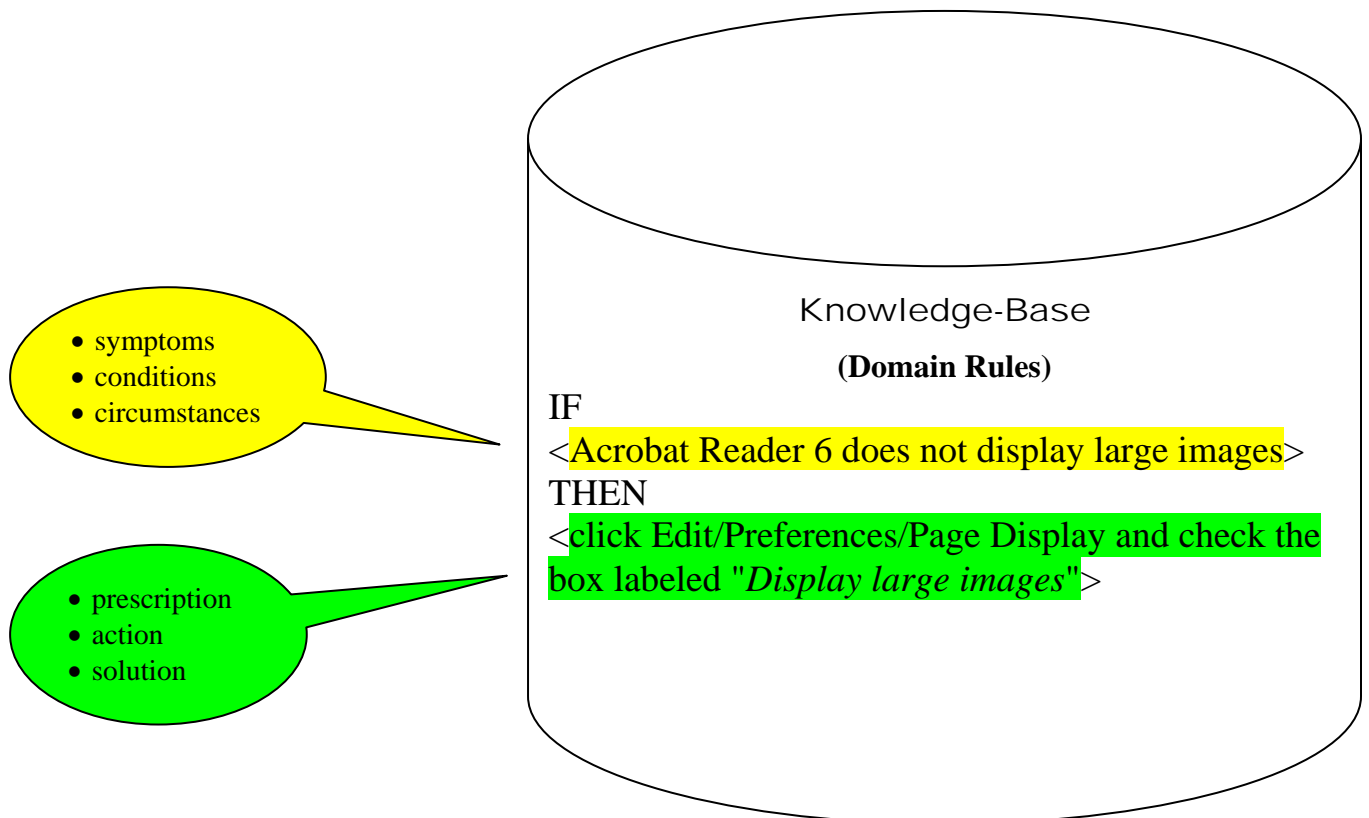 • symptoms
• conditions
• circumstances
• prescription
• action
• solution
Knowledge-Base
(Domain Rules)
IF
<Acrobat Reader 6 does not display large images>
THEN
<click Edit/Preferences/Page Display and check the
box labeled "Display large images">